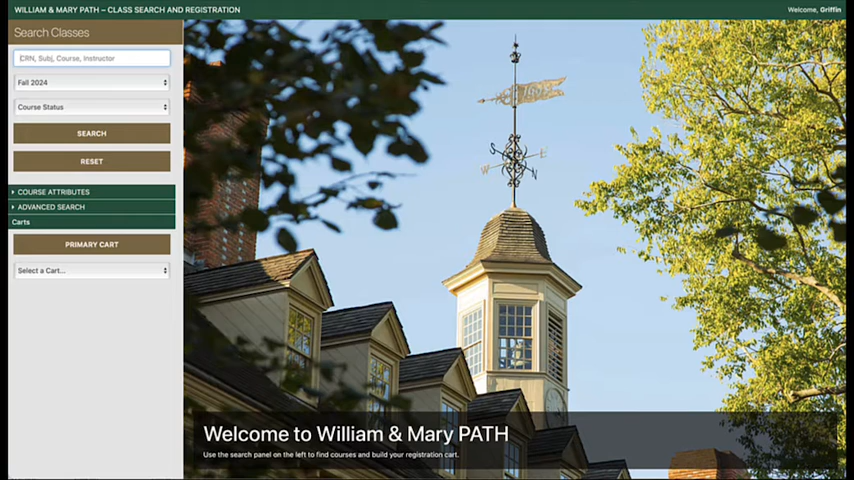 WILLIAM & MARY PATH – CLASS SEARCH AND REGISTRATION
Welcome, Griffin
Search Classes
CRN, Subj, Course, Instructor
Fall 2024
Course Status
SEARCH
RESET
COURSE ATTRIBUTES
ADVANCED SEARCH
Carts
PRIMARY CART
Select a Cart...
Welcome to William & Mary PATH
Use the search panel on the left to find courses and build your registration cart.